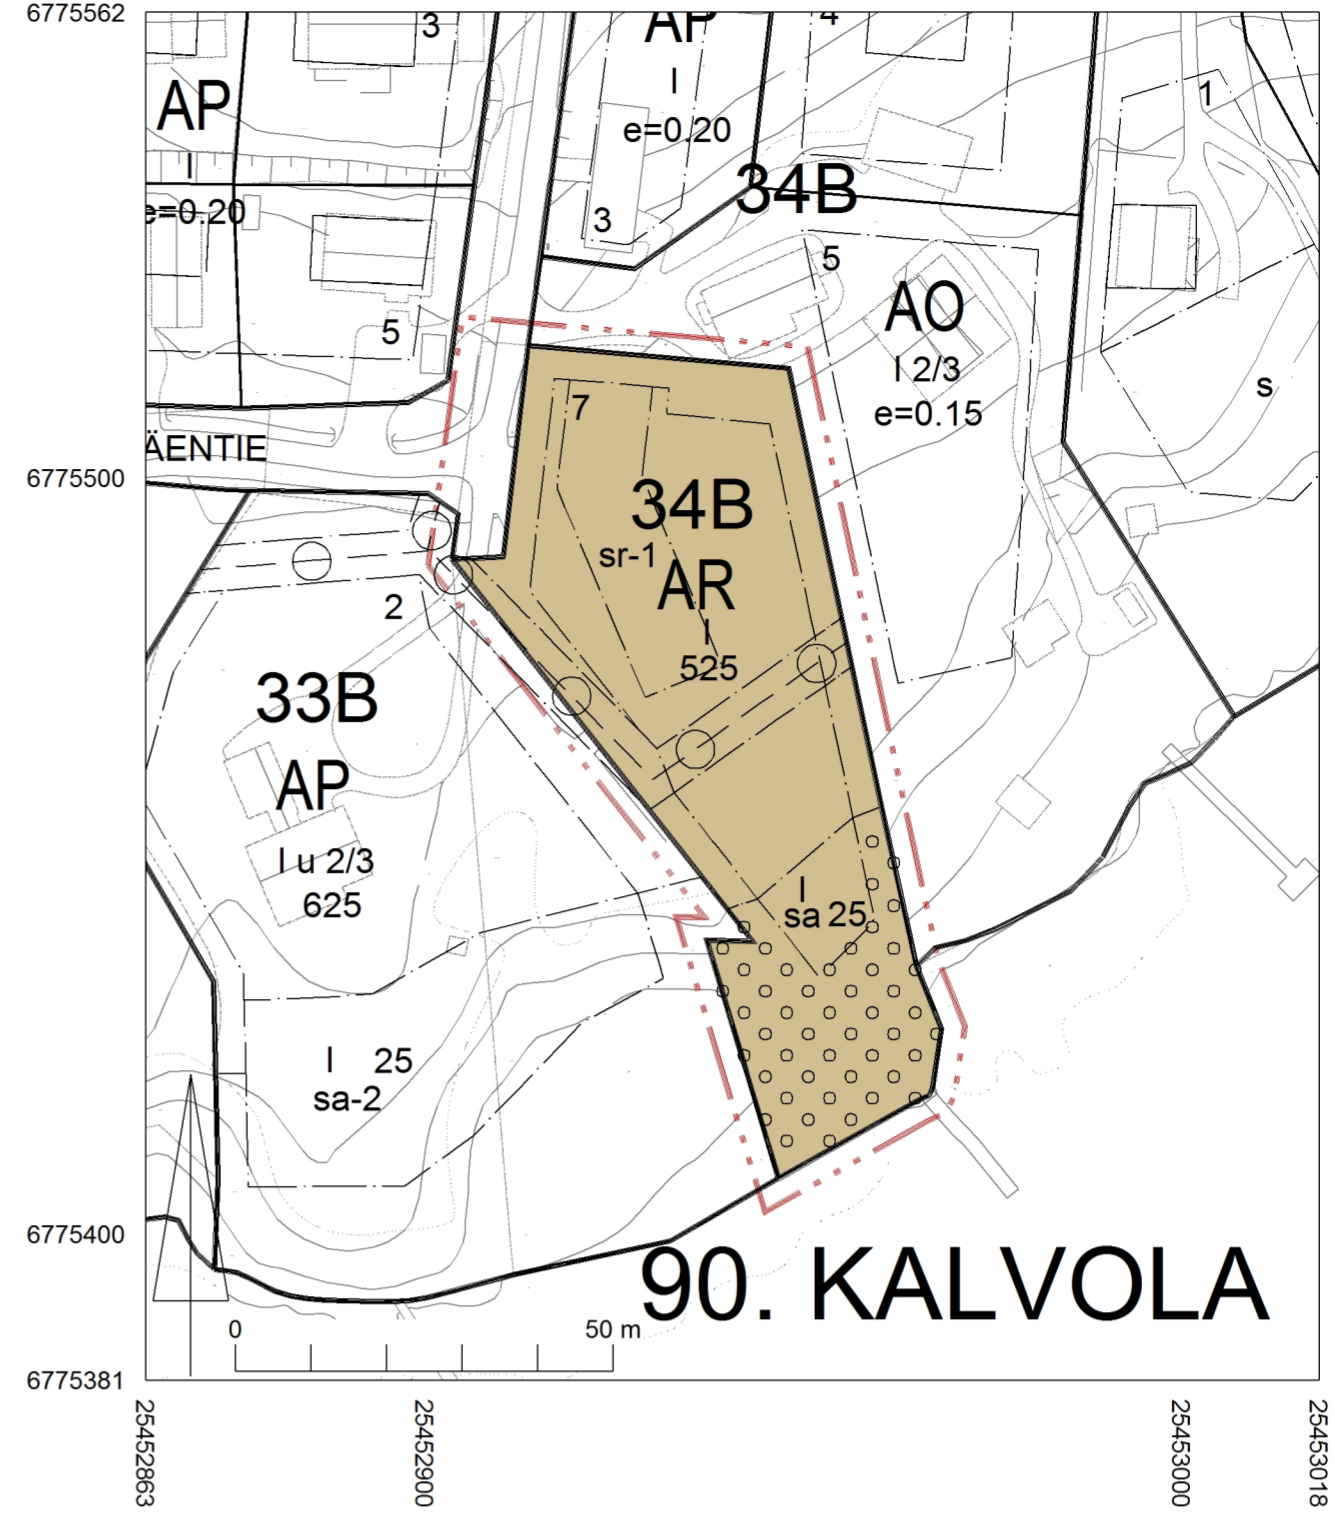 6775562
3
AP
4
AP
I
1
I
e=0.20
34B
e=0.20
3
5
AO
5
I 2/3
s
e=0.15
7
ÄENTIE
6775500
34B
sr-1
AR
2
I
525
33B
AP
I u 2/3
625
I
sa 25
I 25
sa-2
6775400
90. KALVOLA
0
50 m
6775381
25452863
25452900
25453000
25453018